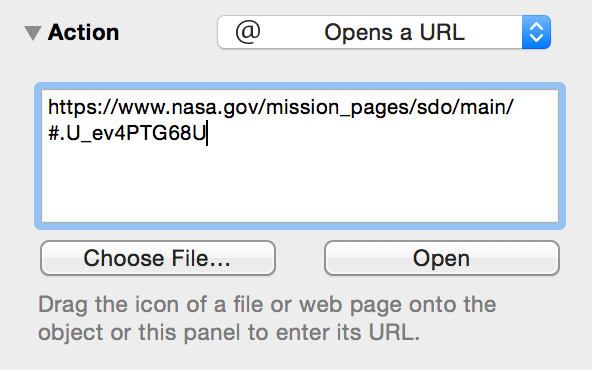 Action @ Opens a URL
https://www.nasa.gov/mission_pages/sdo/main/
#.U_ev4PTG68U
Choose File... Open
Drag the icon of a file or web page onto the
object or this panel to enter its URL.